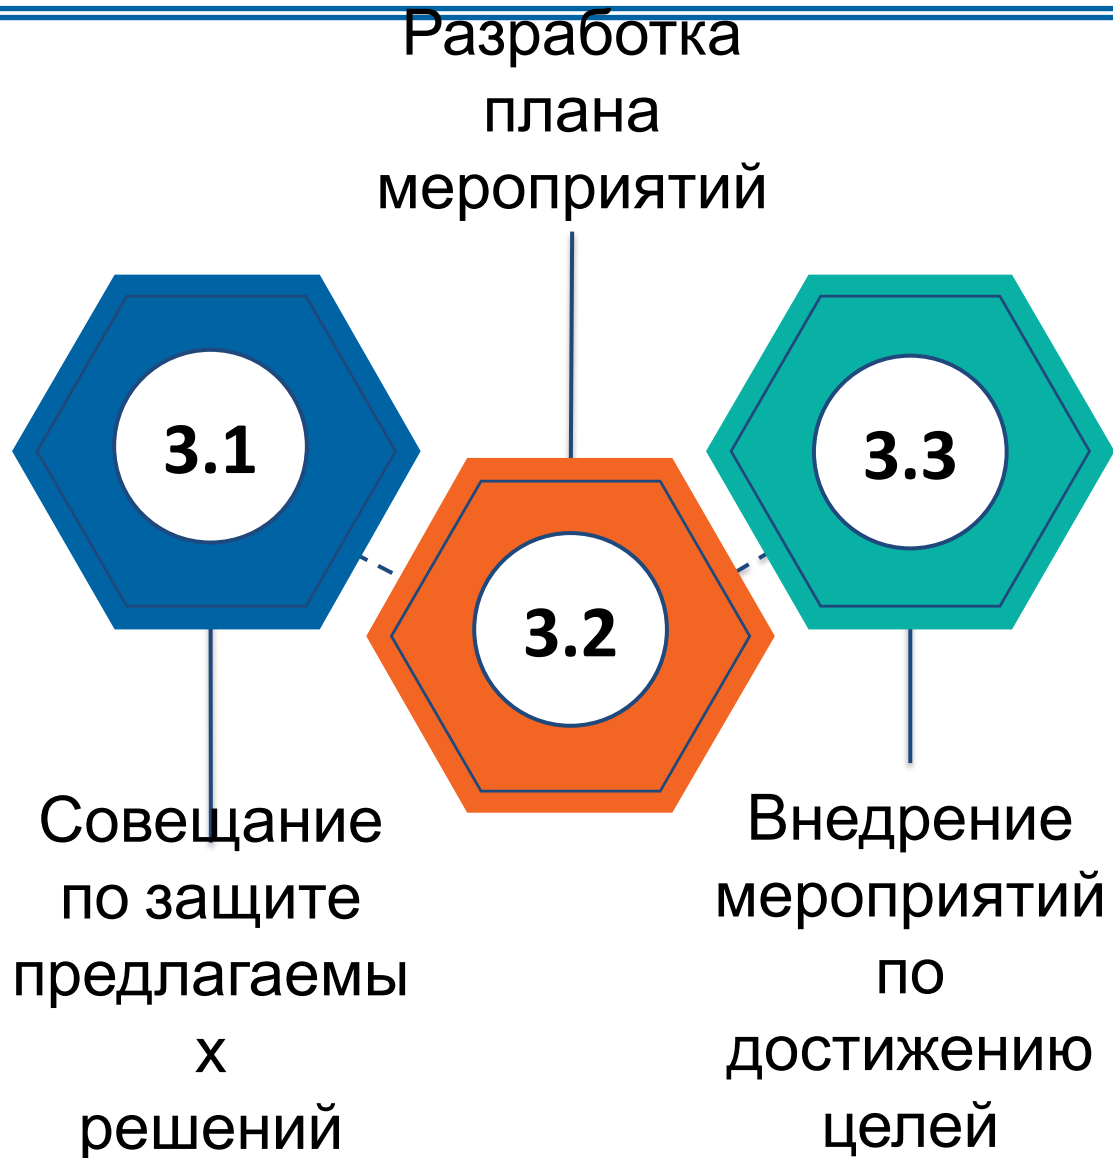 Разработка
плана
мероприятий
3.1
3.2
3.3
Совещание
по защите
предлагаемы
х
решений
Внедрение
мероприятий
по
достижению
целей